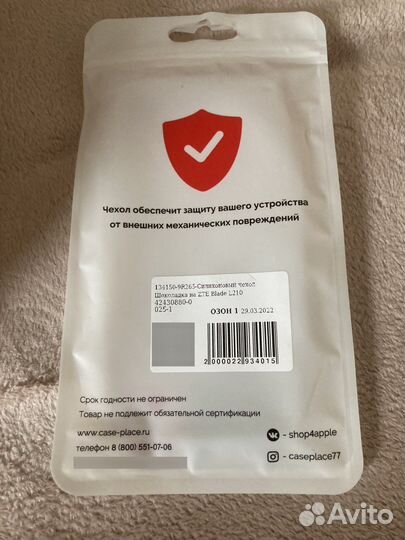 Чехол обеспечит защиту вашего устройства
от внешних механических повреждений
134150-9R265-Силиконовый чехол
Шоколадка на ZTE Blade L210
42430880-0
025-1
ОЗОН 1 29.03.2022
2000022934015
Срок годности не ограничен
Товар не подлежит обязательной сертификации
www.case-place.ru
телефон 8 (800) 551-07-06
- shop4apple
- caseplace77
Avito